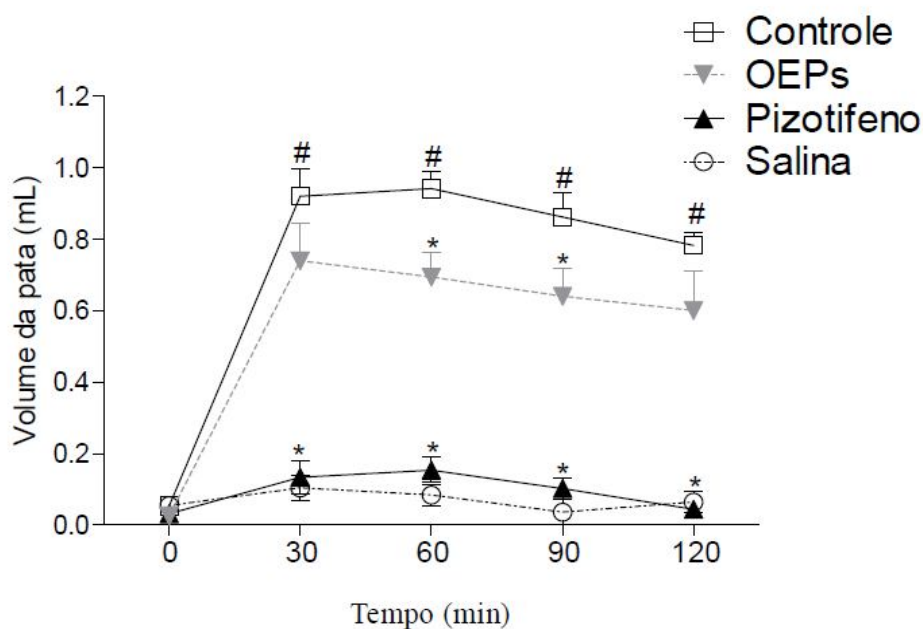 Controle
OEPs
Pizotifeno
Salina
Volume da pata (mL)
1.2
1.0
0.8
0.6
0.4
0.2
0.0
# # # #
* *
* * * *
0 30 60 90 120
Tempo (min)